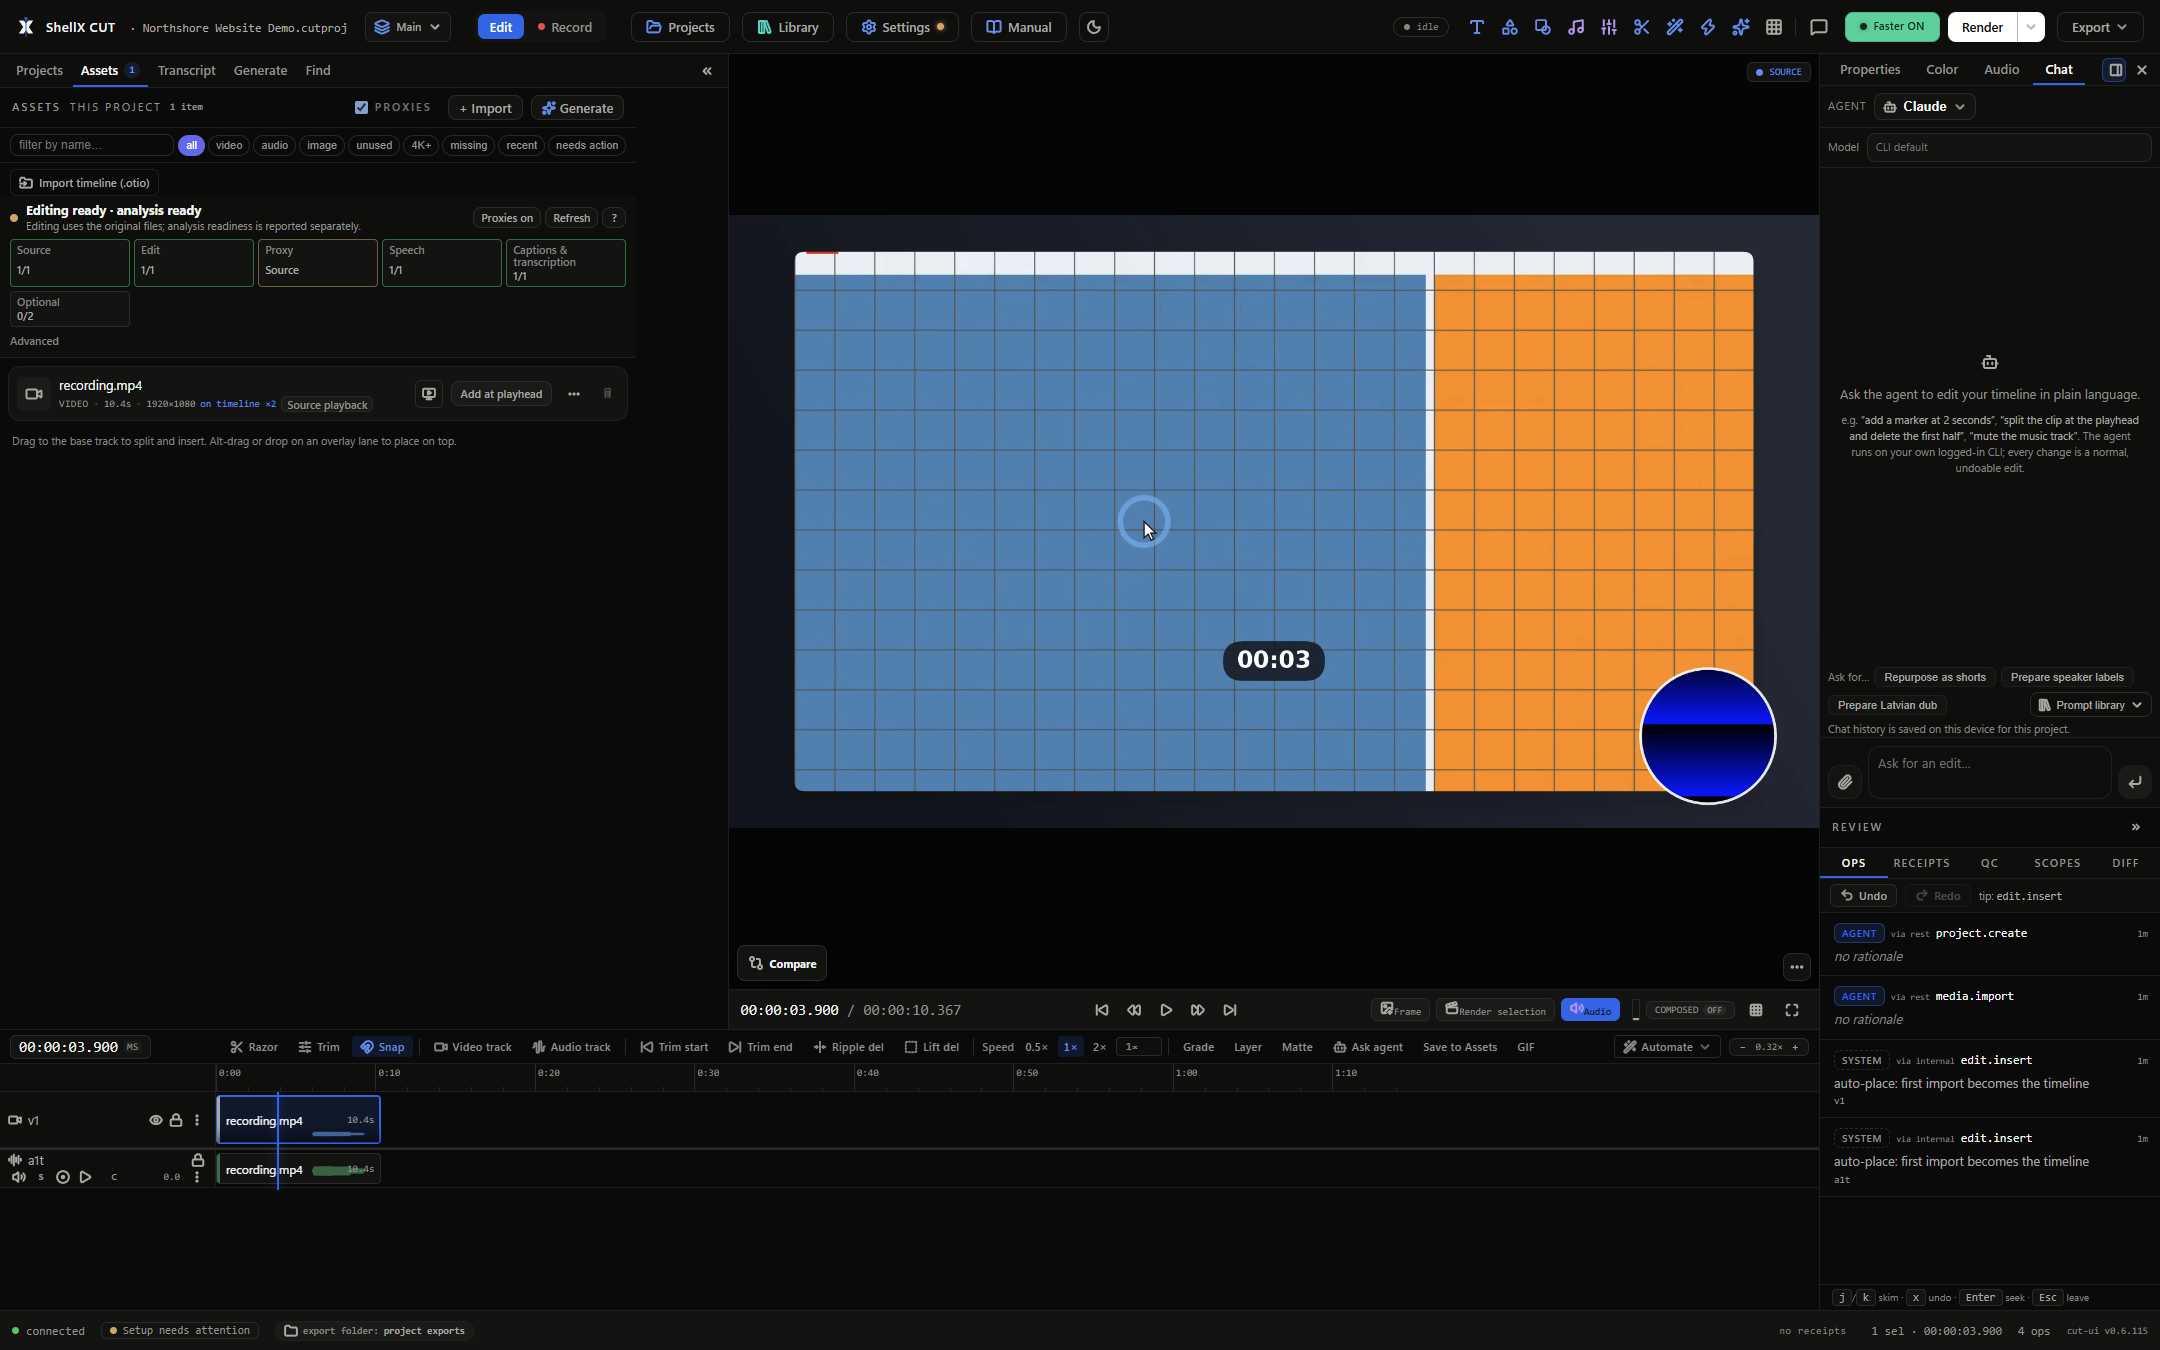 ShellX CUT · Northshore Website Demo.cutproj Main Edit Record Projects Library Settings Manual idle Faster ON Render Export
Projects Assets 1 Transcript Generate Find «
ASSETS THIS PROJECT 1 item PROXIES + Import Generate
filter by name... all video audio image unused 4K+ missing recent needs action
Import timeline (.otio)
Editing ready · analysis ready
Editing uses the original files; analysis readiness is reported separately.
Proxies on Refresh ?
Source 1/1
Edit 1/1
Proxy Source
Speech 1/1
Captions & transcription 1/1
Optional 0/2
Advanced
recording.mp4
VIDEO · 10.4s · 1920×1080 on timeline ×2 Source playback
Add at playhead •••
Drag to the base track to split and insert. Alt-drag or drop on an overlay lane to place on top.
SOURCE
00:03
Compare •••
00:00:03.900 / 00:00:10.367 Frame Render selection Audio COMPOSED OFF
Properties Color Audio Chat
AGENT Claude
Model CLI default
Ask the agent to edit your timeline in plain language.
e.g. "add a marker at 2 seconds", "split the clip at the playhead
and delete the first half", "mute the music track". The agent
runs on your own logged-in CLI; every change is a normal,
undoable edit.
Ask for... Repurpose as shorts Prepare speaker labels
Prepare Latvian dub Prompt library
Chat history is saved on this device for this project.
Ask for an edit...
REVIEW »
OPS RECEIPTS QC SCOPES DIFF
Undo Redo tip: edit.insert
AGENT via rest project.create 1m
no rationale
AGENT via rest media.import 1m
no rationale
SYSTEM via internal edit.insert 1m
auto-place: first import becomes the timeline
v1
SYSTEM via internal edit.insert 1m
auto-place: first import becomes the timeline
a1t
j / k skim · x undo · Enter seek · Esc leave
00:00:03.900 MS Razor Trim Snap Video track Audio track Trim start Trim end Ripple del Lift del Speed 0.5× 1× 2× 1× Grade Layer Matte Ask agent Save to Assets GIF Automate − 0.32× +
0:00 0:10 0:20 0:30 0:40 0:50 1:00 1:10
v1 recording.mp4 10.4s
a1t recording.mp4 10.4s
S C 0.0
connected Setup needs attention export folder: project exports no receipts 1 sel · 00:00:03.900 4 ops cut-ui v0.6.115